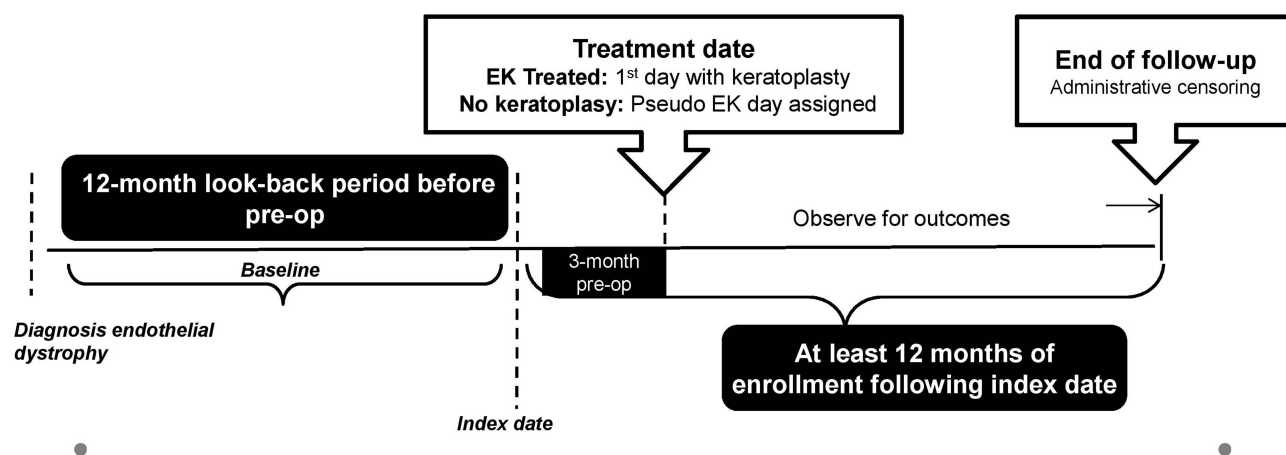 Treatment date
EK Treated: 1st day with keratoplasty
No keratoplasy: Pseudo EK day assigned
End of follow-up
Administrative censoring
12-month look-back period before
pre-op
Observe for outcomes
Baseline
3-month
pre-op
Diagnosis endothelial
dystrophy
At least 12 months of
enrollment following index date
Index date